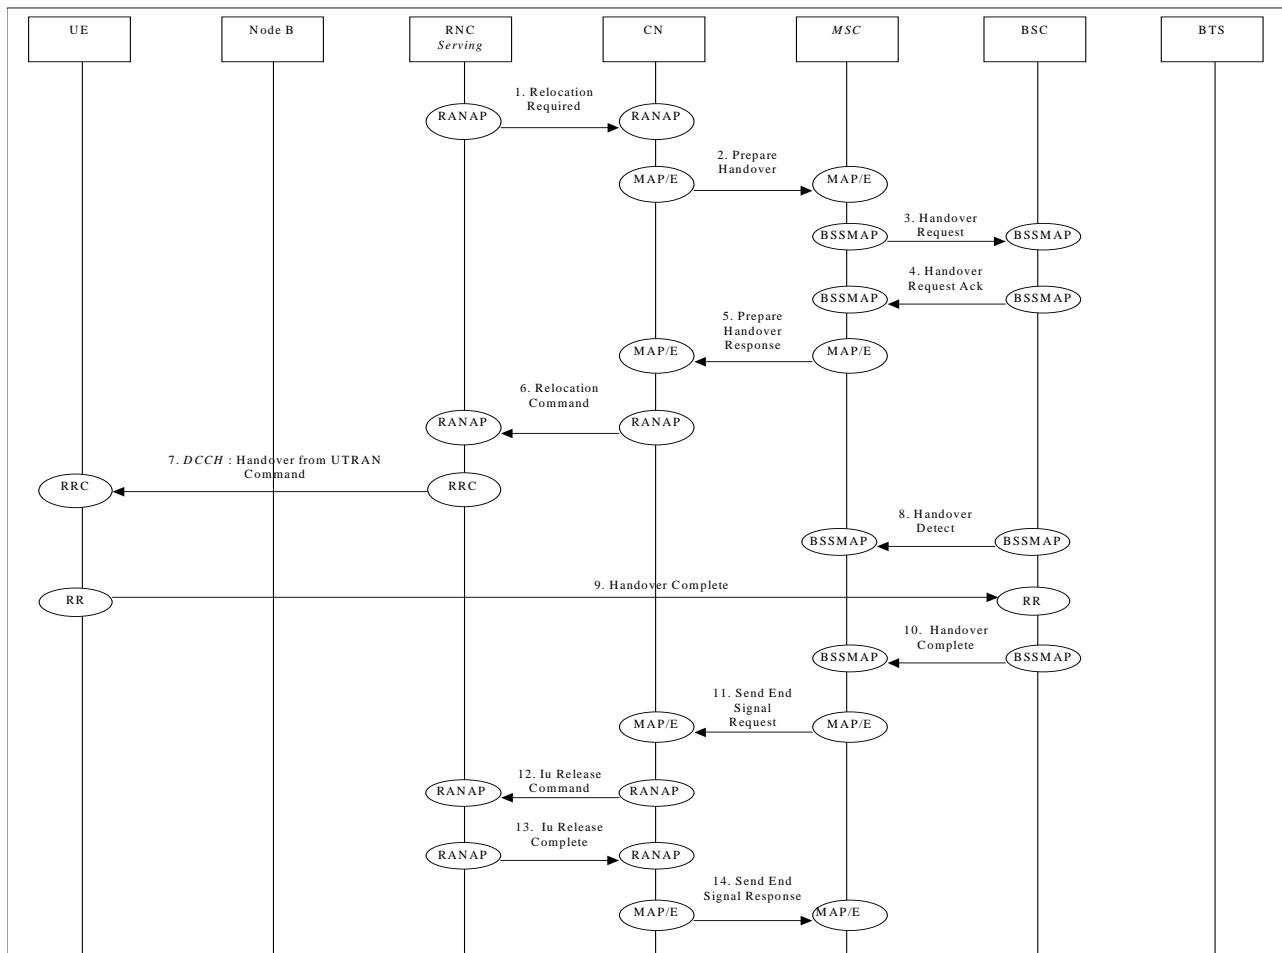 UE
Node B
RNC
Serving
CN
MSC
BSC
BTS
1. Relocation
Required
RANAP
RANAP
2. Prepare
Handover
MAP/E
MAP/E
3. Handover
Request
BSSMAP
BSSMAP
4. Handover
Request Ack
BSSMAP
BSSMAP
5. Prepare
Handover
Response
MAP/E
MAP/E
6. Relocation
Command
RANAP
RANAP
7. DCCH : Handover from UTRAN
Command
RRC
RRC
8. Handover
Detect
BSSMAP
BSSMAP
9. Handover Complete
RR
RR
10. Handover
Complete
BSSMAP
BSSMAP
11. Send End
Signal
Request
MAP/E
MAP/E
12. Iu Release
Command
RANAP
RANAP
13. Iu Release
Complete
RANAP
RANAP
14. Send End
Signal Response
MAP/E
MAP/E